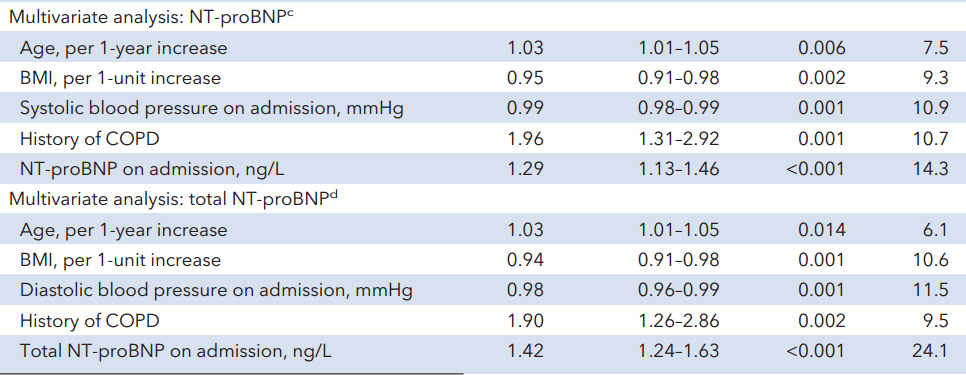 Multivariate analysis: NT-proBNPᶜ
Age, per 1-year increase 1.03 1.01–1.05 0.006 7.5
BMI, per 1-unit increase 0.95 0.91–0.98 0.002 9.3
Systolic blood pressure on admission, mmHg 0.99 0.98–0.99 0.001 10.9
History of COPD 1.96 1.31–2.92 0.001 10.7
NT-proBNP on admission, ng/L 1.29 1.13–1.46 <0.001 14.3
Multivariate analysis: total NT-proBNPᵈ
Age, per 1-year increase 1.03 1.01–1.05 0.014 6.1
BMI, per 1-unit increase 0.94 0.91–0.98 0.001 10.6
Diastolic blood pressure on admission, mmHg 0.98 0.96–0.99 0.001 11.5
History of COPD 1.90 1.26–2.86 0.002 9.5
Total NT-proBNP on admission, ng/L 1.42 1.24–1.63 <0.001 24.1